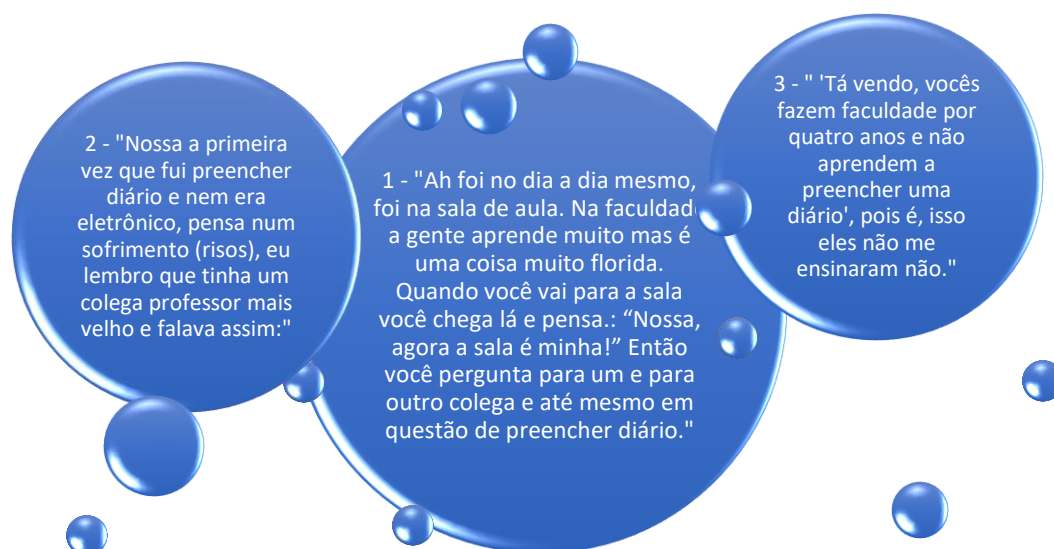 2 - "Nossa a primeira
vez que fui preencher
diário e nem era
eletrônico, pensa num
sofrimento (risos), eu
lembro que tinha um
colega professor mais
velho e falava assim:"
1 - "Ah foi no dia a dia mesmo,
foi na sala de aula. Na faculdade
a gente aprende muito mas é
uma coisa muito florida.
Quando você vai para a sala
você chega lá e pensa.: “Nossa,
agora a sala é minha!” Então
você pergunta para um e para
outro colega e até mesmo em
questão de preencher diário."
3 - " 'Tá vendo, vocês
fazem faculdade por
quatro anos e não
aprendem a
preencher uma
diário', pois é, isso
eles não me
ensinaram não."